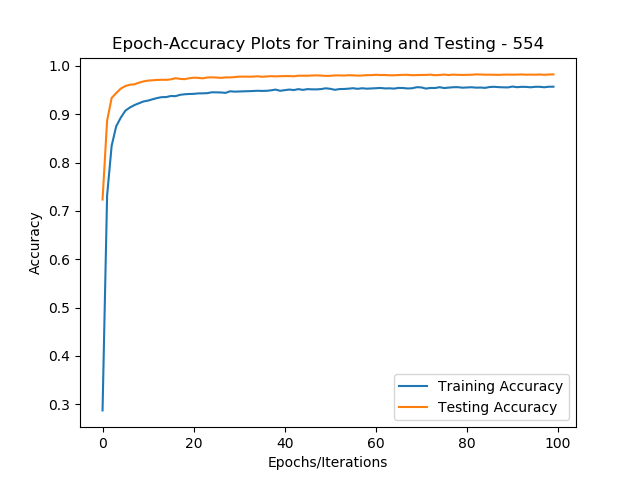 Epoch-Accuracy Plots for Training and Testing - 554
1.0
0.9
0.8
0.7
0.6
0.5
0.4
0.3
Accuracy
0
20
40
60
80
100
Epochs/Iterations
Training Accuracy
Testing Accuracy